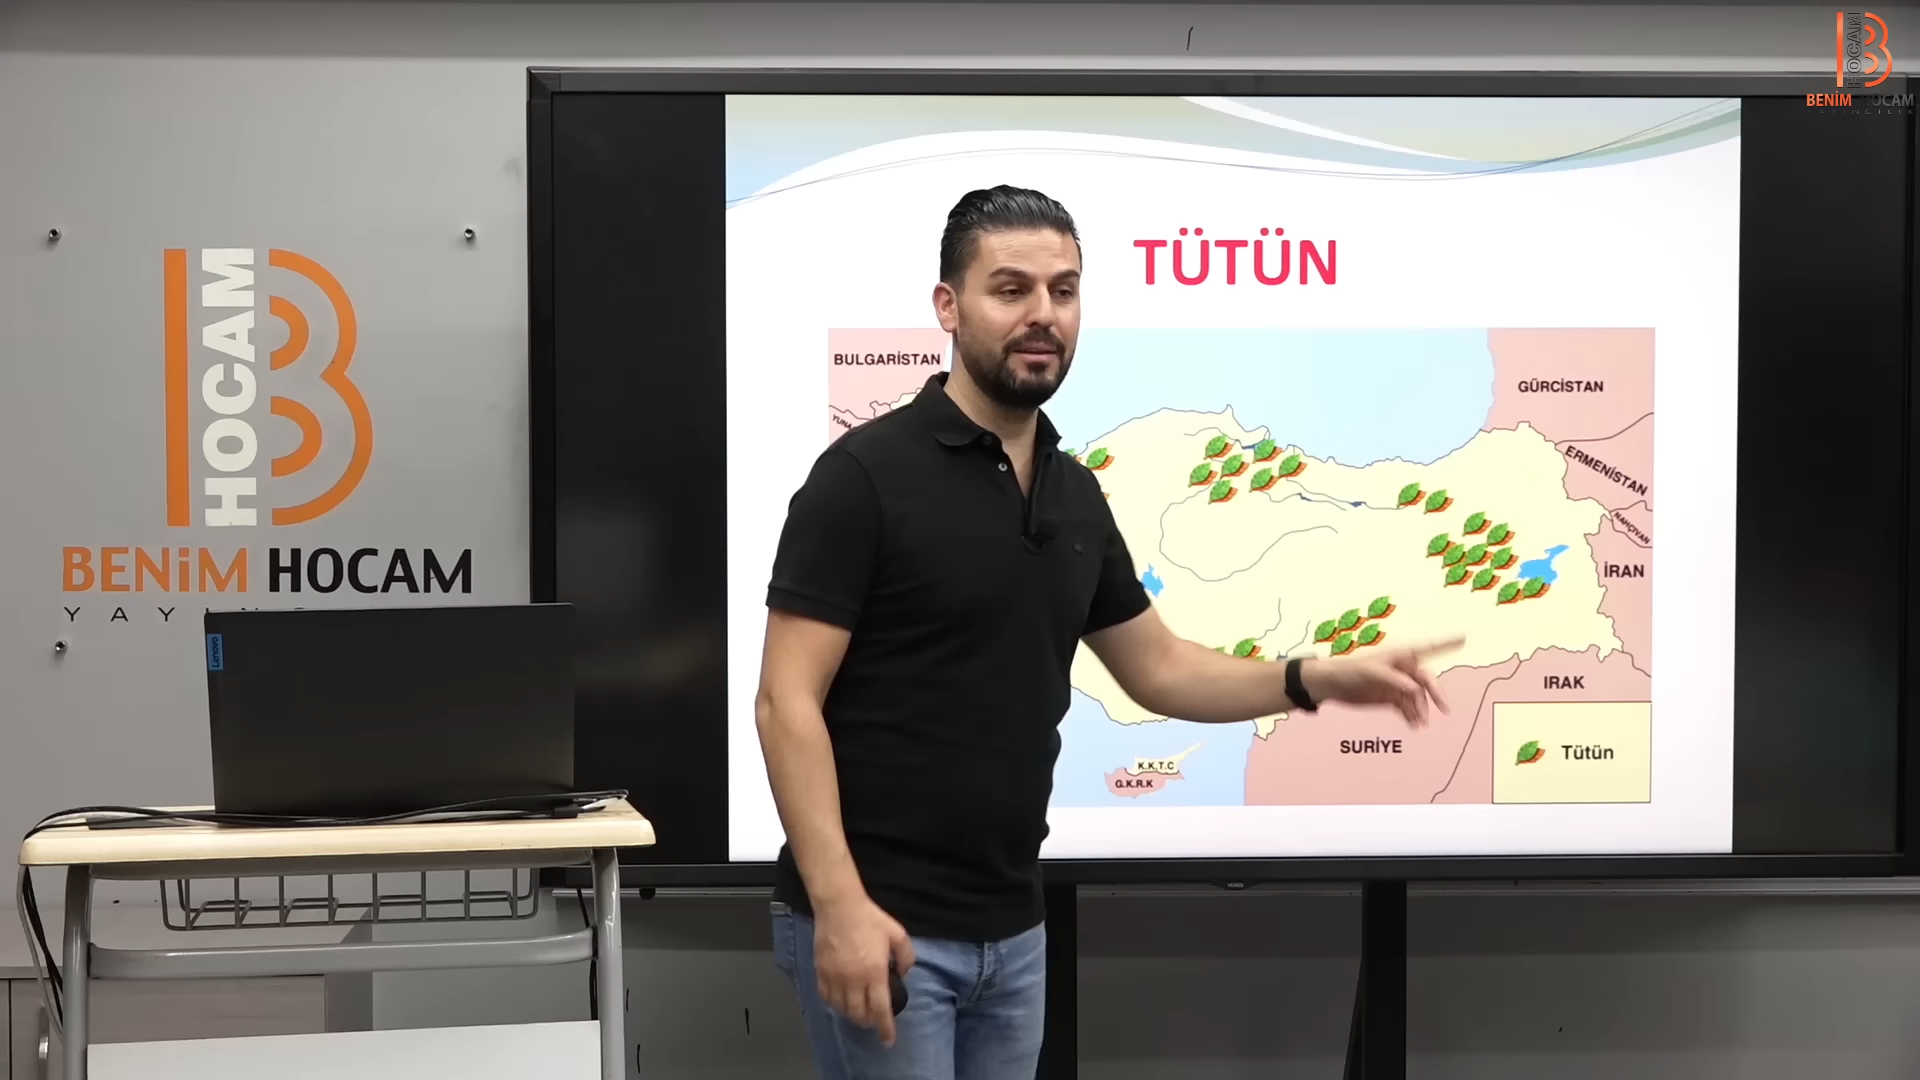 HOCAM
BENİM HOCAM
HOCAM
BENİM HOCAM
Lenovo
TÜTÜN
BULGARİSTAN
GÜRCİSTAN
ERMENİSTAN
NAHÇIVAN
İRAN
IRAK
SURİYE
K.K.T.C
G.K.R.K
Tütün